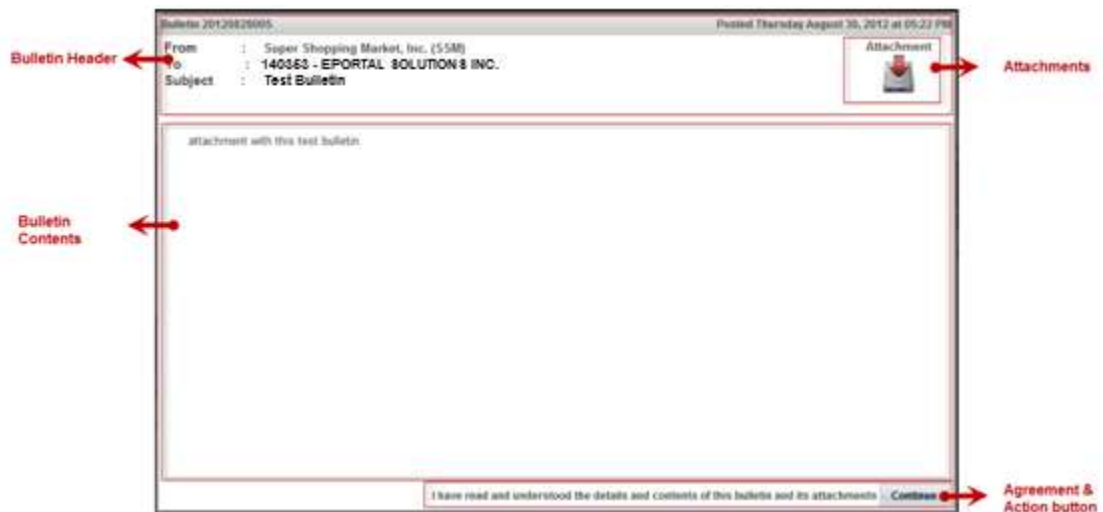 Bulletin 20120828005 Posted Thursday August 30, 2012 at 05:22 PM
From : Super Shopping Market, Inc. (SSM)
To : 140353 - EPORTAL SOLUTIONS INC.
Subject : Test Bulletin
Attachment
Bulletin Header
Attachments
attachment with this test bulletin
Bulletin
Contents
I have read and understood the details and contents of this bulletin and its attachments Continue
Agreement &
Action button